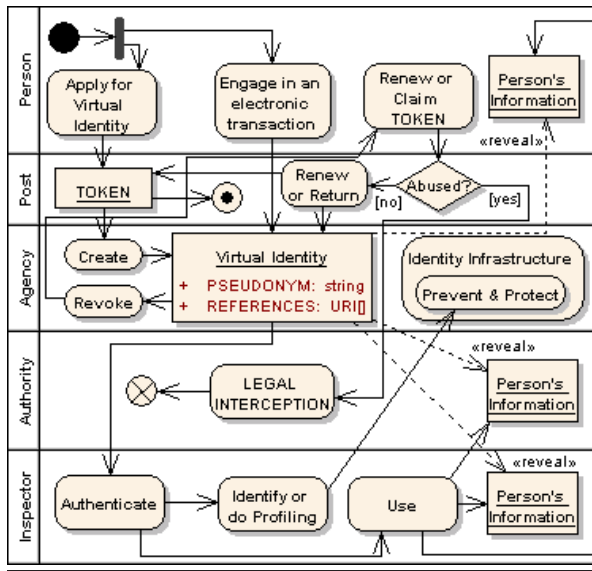 Person
Apply for
Virtual
Identity
Engage in an
electronic
transaction
Renew or
Claim
TOKEN
Person's
Information
«reveal»
Post
TOKEN
Renew
or Return
Abused?
[no]
[yes]
Agency
Create
Revoke
Virtual Identity
+ PSEUDONYM: string
+ REFERENCES: URI[]
Identity Infrastructure
Prevent & Protect
Authority
LEGAL
INTERCEPTION
«reveal»
Person's
Information
Inspector
Authenticate
Identify or
do Profiling
Use
«reveal»
Person's
Information